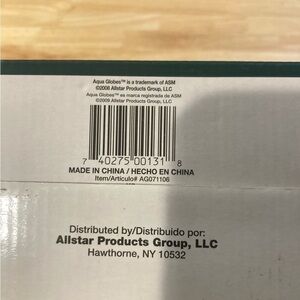 Aqua Globes™ is a trademark of ASM
©2008 Allstar Products Group, LLC
Aqua Globes™ es marca registrada de ASM
©2009 Allstar Products Group, LLC
7 40275 00131 8
MADE IN CHINA / HECHO EN CHINA
Item/Artículo# AG071106
Distributed by/Distribuido por:
Allstar Products Group, LLC
Hawthorne, NY 10532